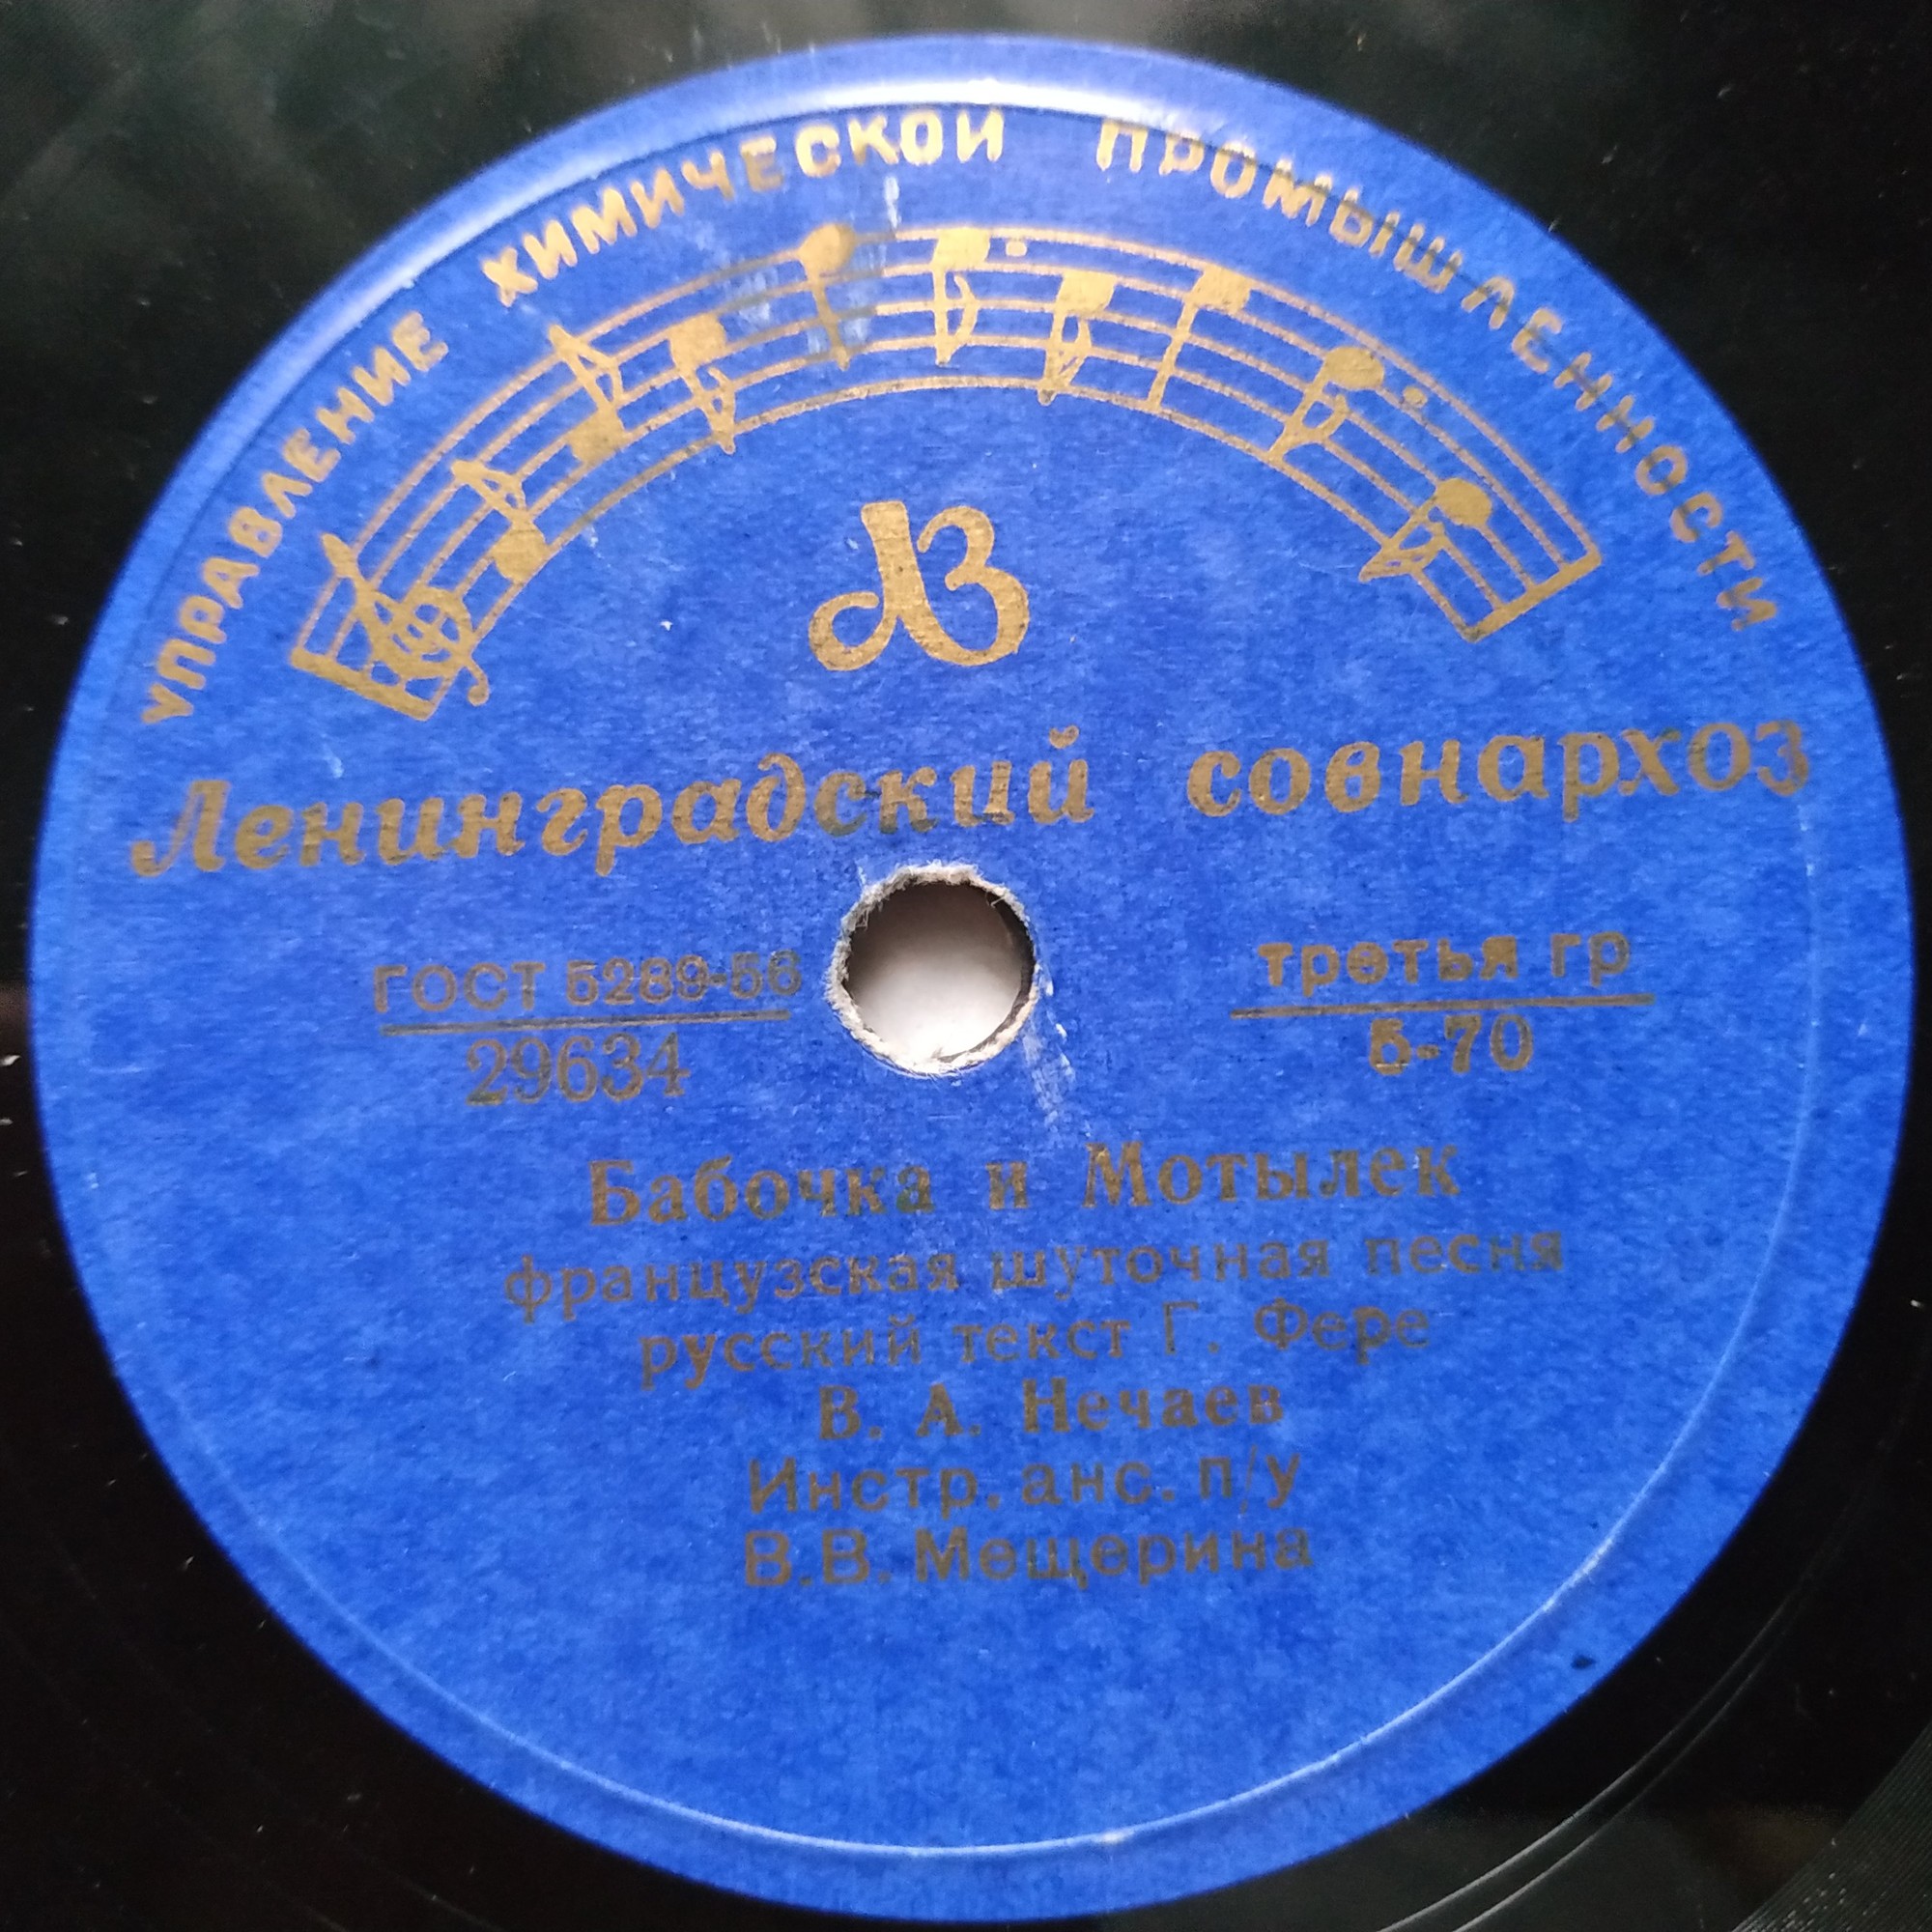 УПРАВЛЕНИЕ ХИМИЧЕСКОЙ ПРОМЫШЛЕННОСТИ
ЛЗ
Ленинградский совнархоз
ГОСТ 5289-56
29634
третья гр
5-70
Бабочка и Мотылек
французская шуточная песня
русский текст Г. Фере
В. А. Нечаев
Инстр. анс. п/у
В.В. Мещерина